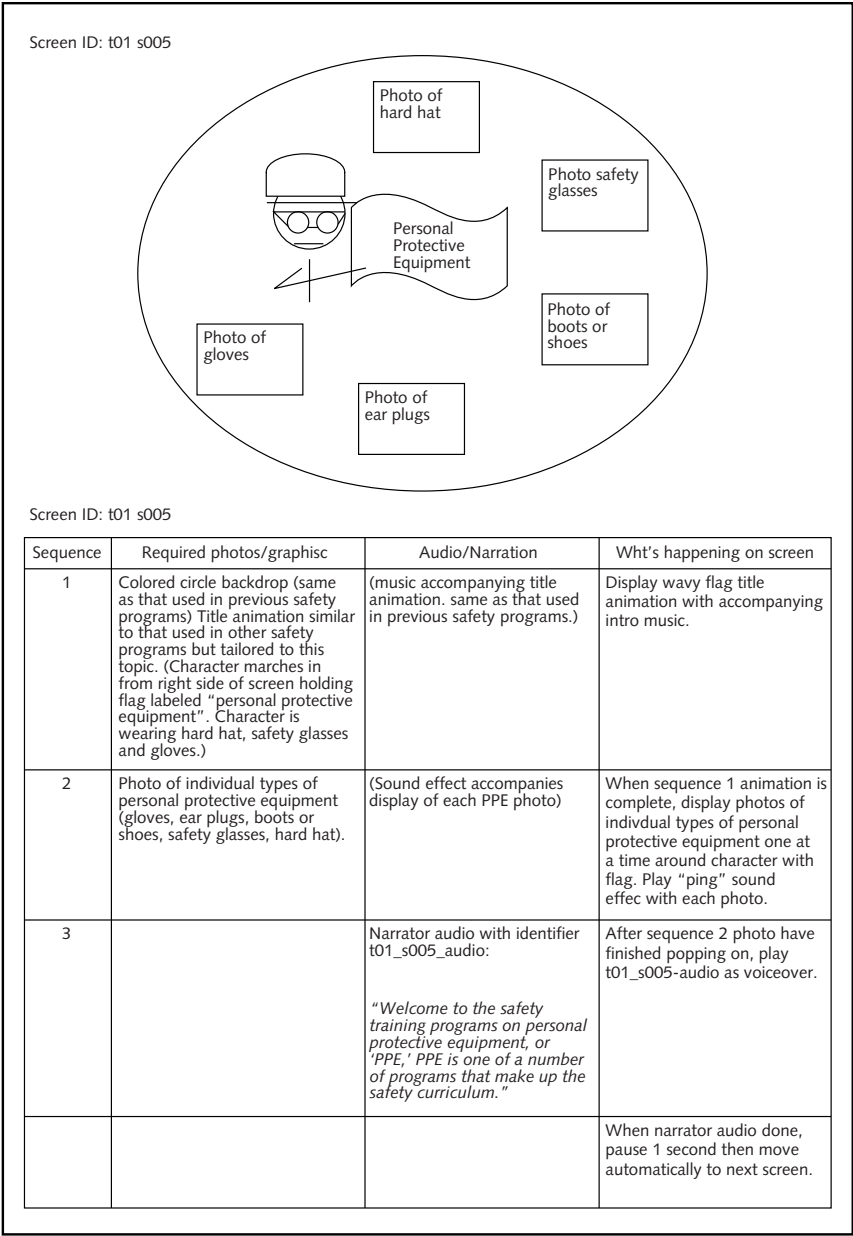 Screen ID: t01 s005
Photo of
hard hat
Photo safety
glasses
Personal
Protective
Equipment
Photo of
boots or
shoes
Photo of
gloves
Photo of
ear plugs
Screen ID: t01 s005
Sequence
Required photos/graphisc
Audio/Narration
Wht's happening on screen
1
Colored circle backdrop (same
as that used in previous safety
programs) Title animation similar
to that used in other safety
programs but tailored to this
topic. (Character marches in
from right side of screen holding
flag labeled “personal protective
equipment”. Character is
wearing hard hat, safety glasses
and gloves.)
(music accompanying title
animation. same as that used
in previous safety programs.)
Display wavy flag title
animation with accompanying
intro music.
2
Photo of individual types of
personal protective equipment
(gloves, ear plugs, boots or
shoes, safety glasses, hard hat).
(Sound effect accompanies
display of each PPE photo)
When sequence 1 animation is
complete, display photos of
indivdual types of personal
protective equipment one at
a time around character with
flag. Play “ping” sound
effec with each photo.
3
Narrator audio with identifier
t01_s005_audio:
“Welcome to the safety
training programs on personal
protective equipment, or
‘PPE,’ PPE is one of a number
of programs that make up the
safety curriculum.”
After sequence 2 photo have
finished popping on, play
t01_s005-audio as voiceover.
When narrator audio done,
pause 1 second then move
automatically to next screen.